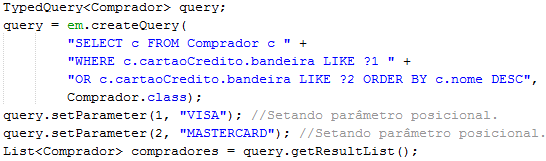 TypedQuery<Comprador> query;
query = em.createQuery(
"SELECT c FROM Comprador c " +
"WHERE c.cartaoCredito.bandeira LIKE ?1 " +
"OR c.cartaoCredito.bandeira LIKE ?2 ORDER BY c.nome DESC",
Comprador.class);
query.setParameter(1, "VISA"); //Setando parâmetro posicional.
query.setParameter(2, "MASTERCARD"); //Setando parâmetro posicional.
List<Comprador> compradores = query.getResultList();